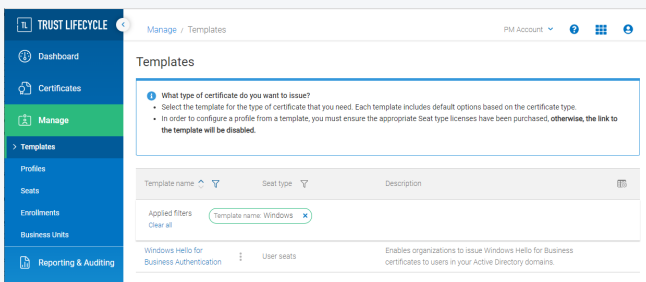 TL TRUST LIFECYCLE
Manage / Templates
PM Account
Dashboard
Certificates
Manage
> Templates
Profiles
Seats
Enrollments
Business Units
Reporting & Auditing
Templates
What type of certificate do you want to issue?
• Select the template for the type of certificate that you need. Each template includes default options based on the certificate type.
• In order to configure a profile from a template, you must ensure the appropriate Seat type licenses have been purchased, otherwise, the link to
the template will be disabled.
Template name Seat type Description
Applied filters Template name: Windows ×
Clear all
Windows Hello for
Business Authentication
User seats
Enables organizations to issue Windows Hello for Business
certificates to users in your Active Directory domains.